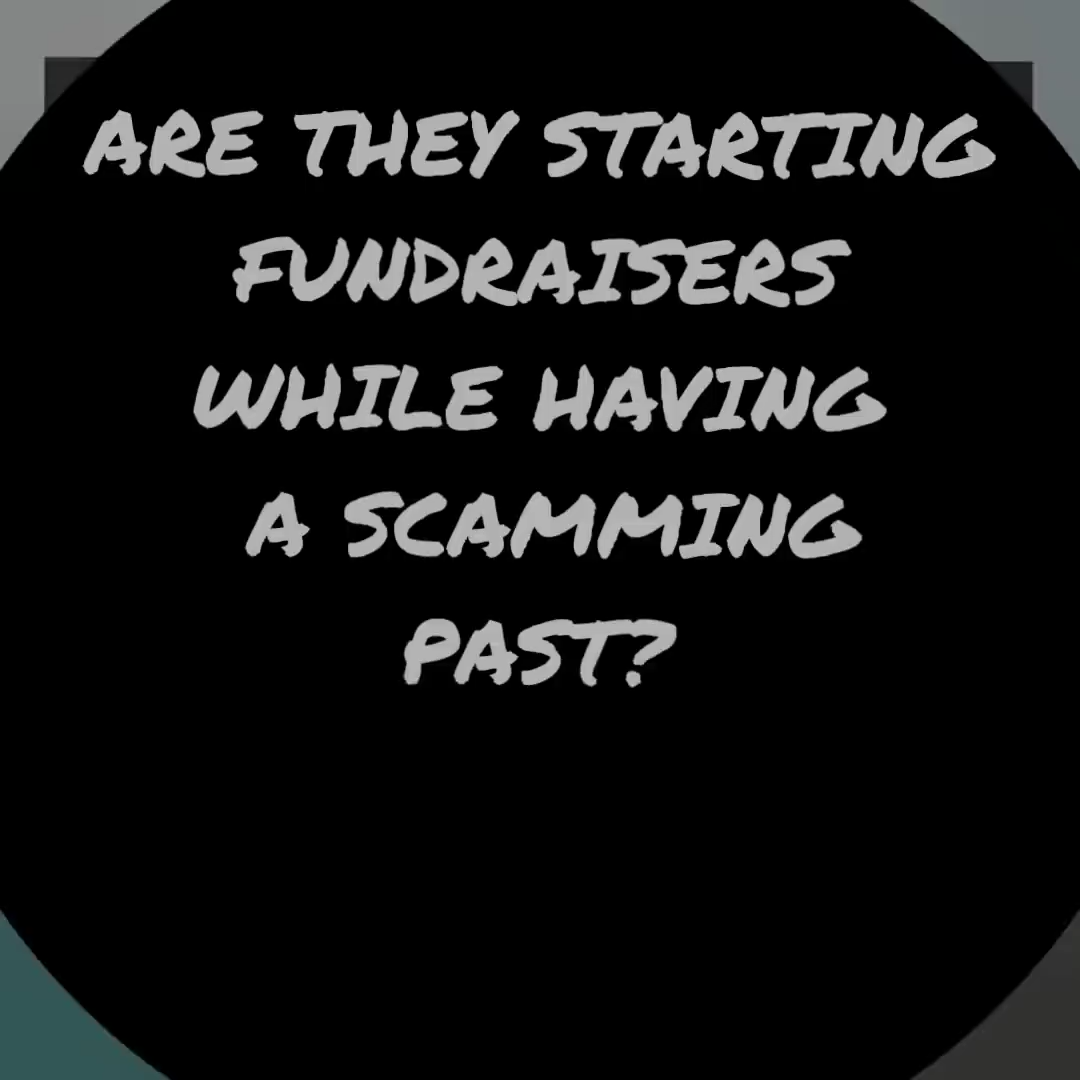 ARE THEY STARTING
FUNDRAISERS
WHILE HAVING
A SCAMMING
PAST?